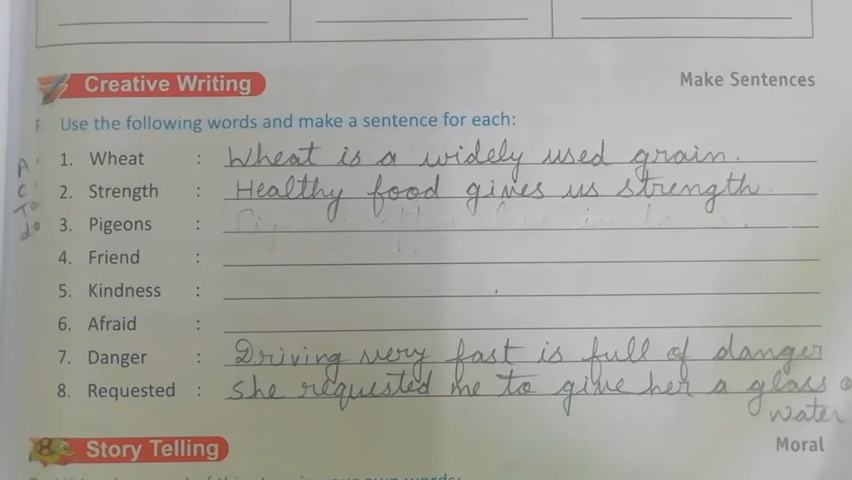 Creative Writing
Make Sentences
F. Use the following words and make a sentence for each:
1. Wheat : Wheat is a widely used grain.
2. Strength : Healthy food gives us strength
3. Pigeons :
4. Friend :
5. Kindness :
6. Afraid :
7. Danger : Driving very fast is full of danger
8. Requested : She requested me to give her a glass
water
Story Telling
Moral